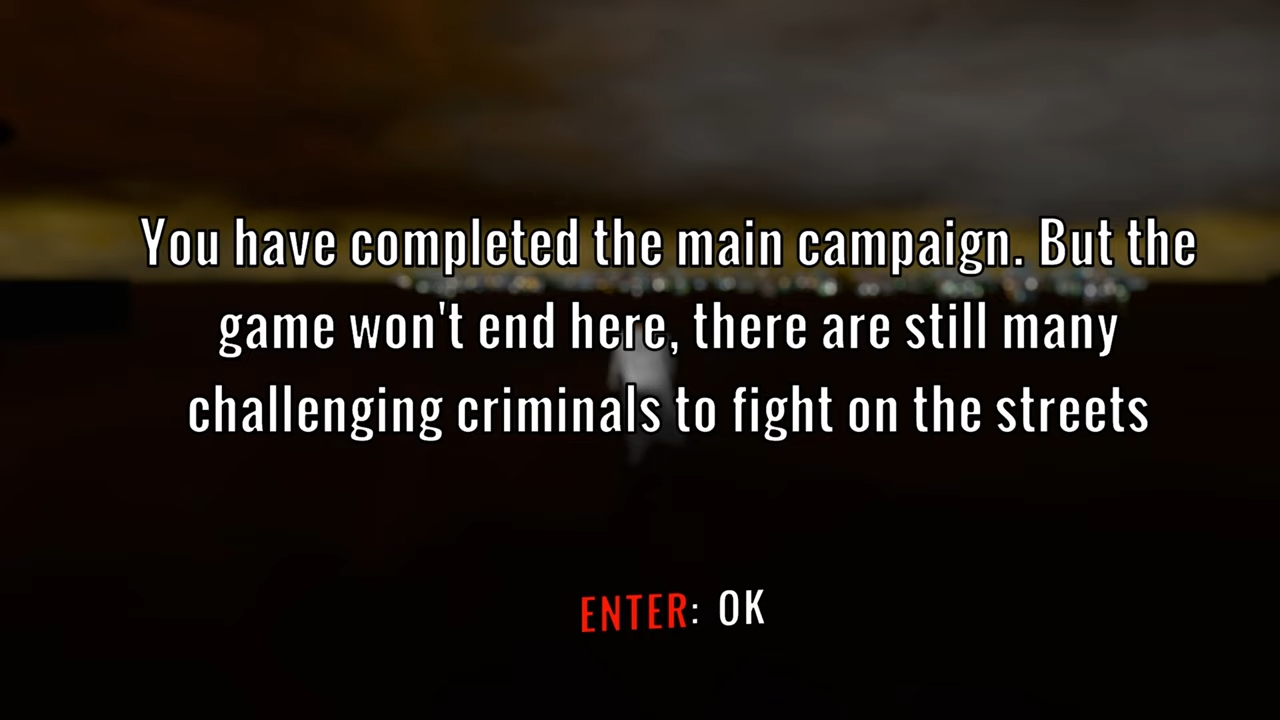 You have completed the main campaign. But the
game won't end here, there are still many
challenging criminals to fight on the streets
ENTER: OK